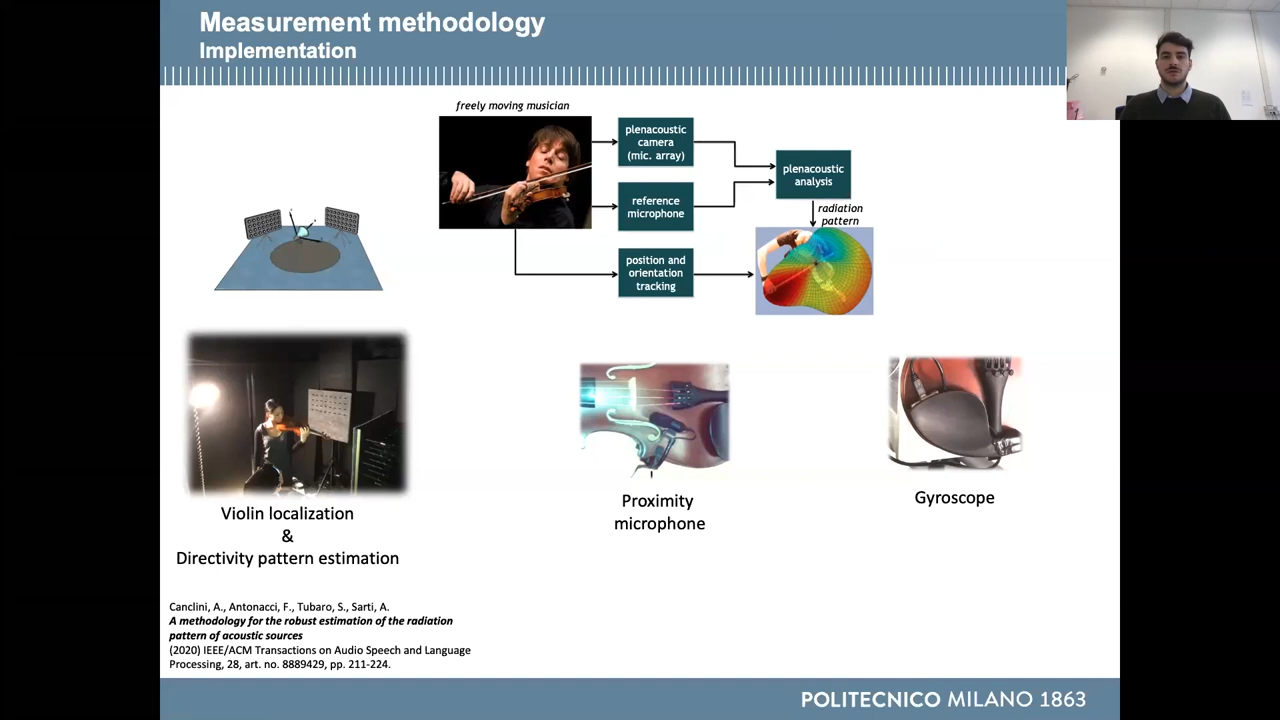 Measurement methodology
Implementation
freely moving musician
plenacoustic
camera
(mic. array)
reference
microphone
position and
orientation
tracking
plenacoustic
analysis
radiation
pattern
Violin localization
&
Directivity pattern estimation
Proximity
microphone
Gyroscope
Canclini, A., Antonacci, F., Tubaro, S., Sarti, A.
A methodology for the robust estimation of the radiation
pattern of acoustic sources
(2020) IEEE/ACM Transactions on Audio Speech and Language
Processing, 28, art. no. 8889429, pp. 211-224.
POLITECNICO MILANO 1863